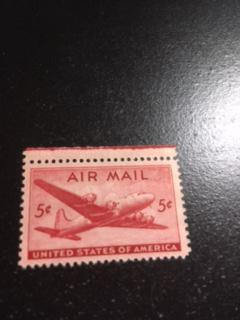 AIR MAIL
5¢ 5¢
UNITED STATES OF AMERICA